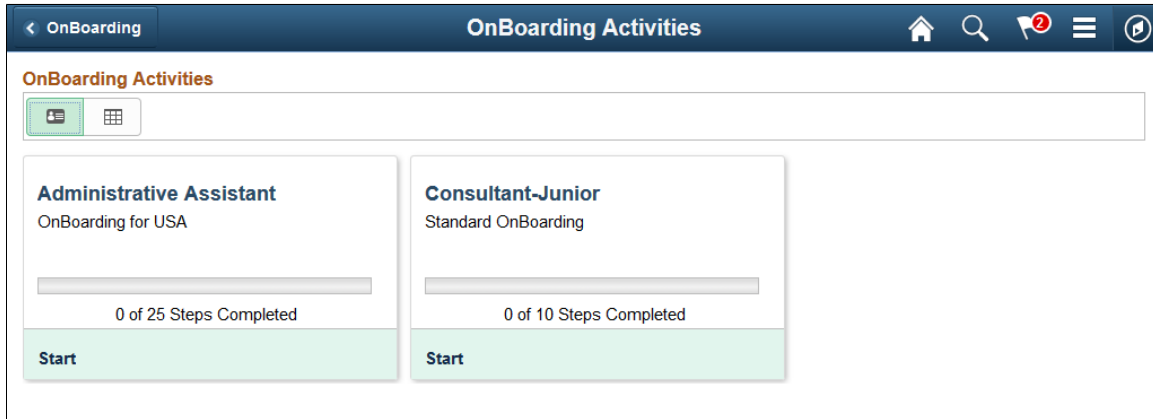 OnBoarding
OnBoarding Activities
2
OnBoarding Activities
Administrative Assistant
OnBoarding for USA
0 of 25 Steps Completed
Start
Consultant-Junior
Standard OnBoarding
0 of 10 Steps Completed
Start